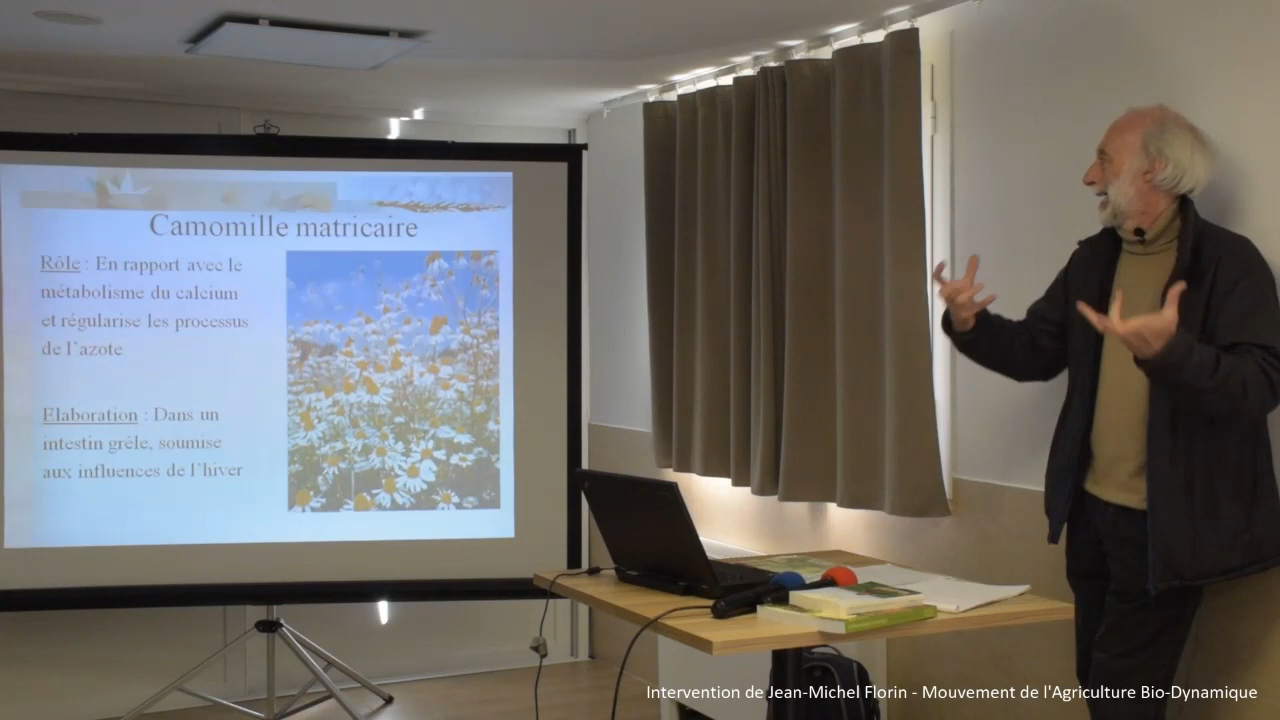 Camomille matricaire
Rôle : En rapport avec le
métabolisme du calcium
et régularise les processus
de l'azote
Elaboration : Dans un
intestin grèle, soumise
aux influences de l'hiver
Intervention de Jean-Michel Florin - Mouvement de l'Agriculture Bio-Dynamique